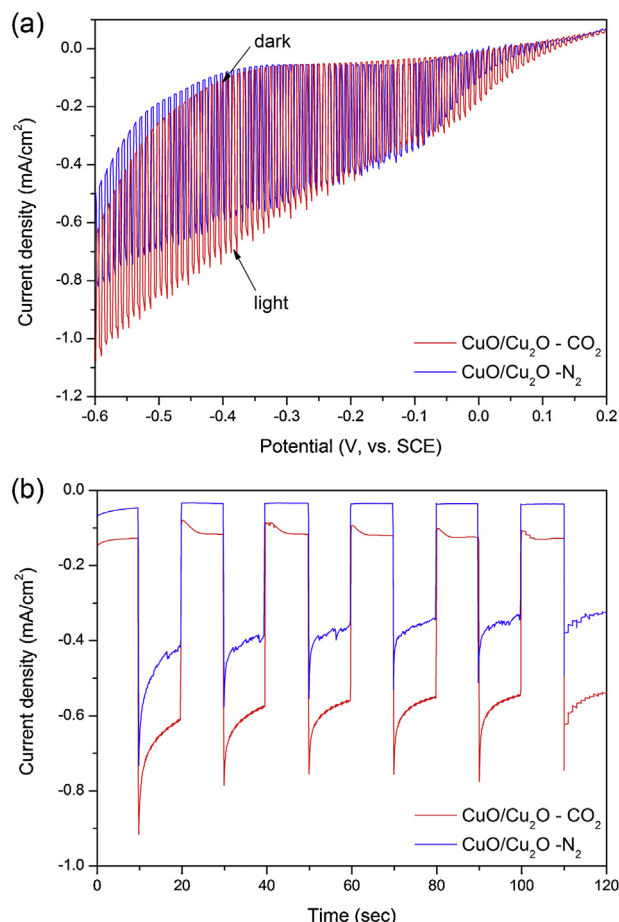 (a)
0.0
-0.2
-0.4
-0.6
-0.8
-1.0
-1.2
Current density (mA/cm²)
dark
light
CuO/Cu₂O - CO₂
CuO/Cu₂O -N₂
-0.6 -0.5 -0.4 -0.3 -0.2 -0.1 0.0 0.1 0.2
Potential (V, vs. SCE)
(b)
0.0
-0.2
-0.4
-0.6
-0.8
-1.0
Current density (mA/cm²)
CuO/Cu₂O - CO₂
CuO/Cu₂O -N₂
0 20 40 60 80 100 120
Time (sec)